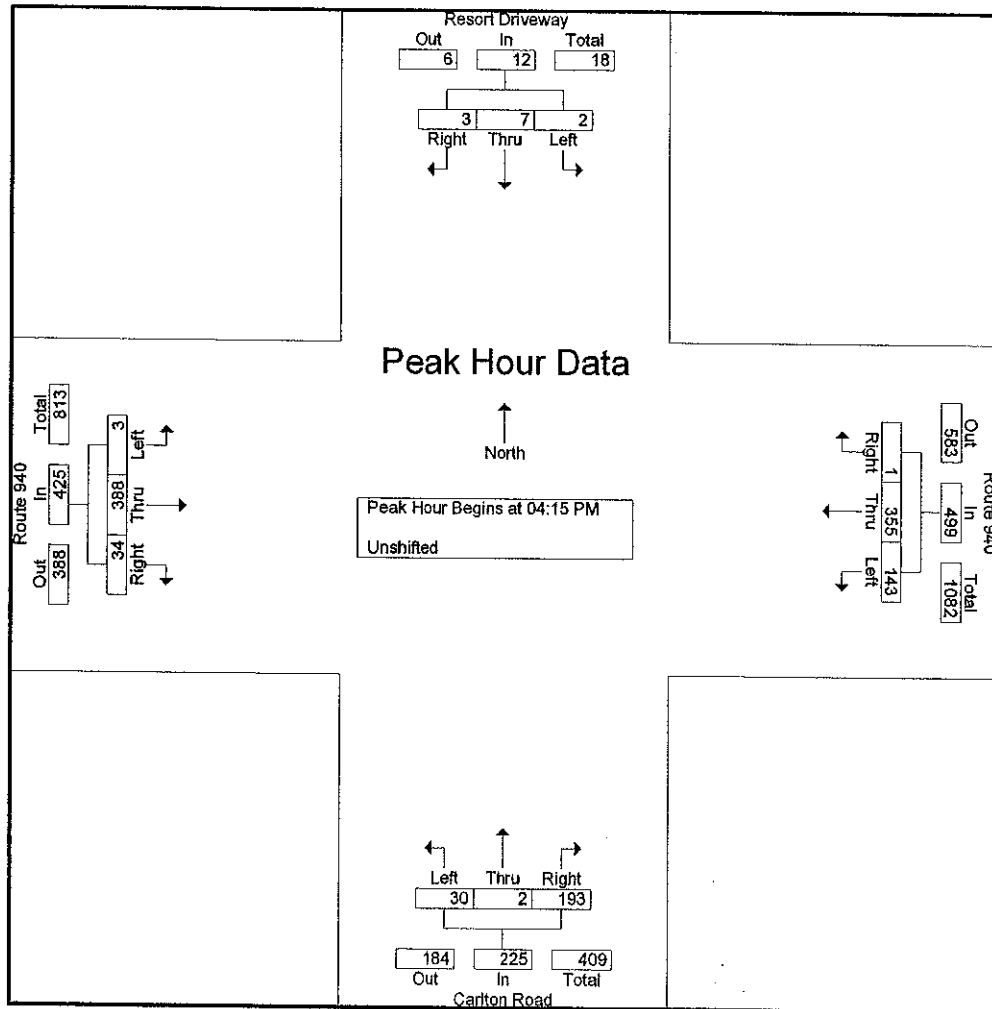 Resort Driveway
Out In Total
6 12 18
3 7 2
Right Thru Left
Peak Hour Data
North
Peak Hour Begins at 04:15 PM
Unshifted
Route 940
Out In Total
388 425 813
Right Thru Left
34 388 3
Route 940
Out In Total
583 499 1082
Right Thru Left
1 355 143
Left Thru Right
30 2 193
184 225 409
Out In Total
Carlton Road